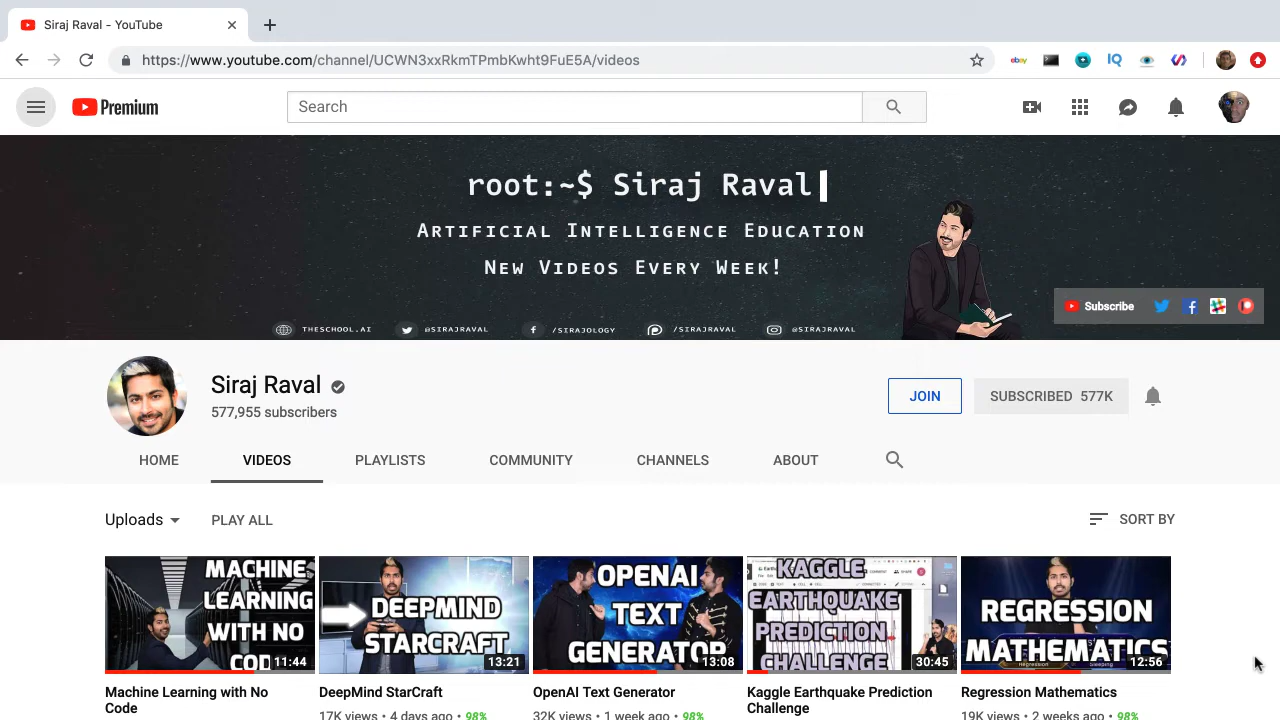 Siraj Raval - YouTube
https://www.youtube.com/channel/UCWN3xxRkmTPmbKwht9FuE5A/videos
ebay
IQ
Premium
Search
root:~$ Siraj Raval
Artificial Intelligence Education
New Videos Every Week!
THESCHOOL.AI
@SIRAJRAVAL
/SIRAJOLOGY
/SIRAJRAVAL
@SIRAJRAVAL
Subscribe
Siraj Raval
577,955 subscribers
JOIN
SUBSCRIBED 577K
HOME
VIDEOS
PLAYLISTS
COMMUNITY
CHANNELS
ABOUT
Uploads
PLAY ALL
SORT BY
MACHINE
LEARNING
WITH NO
CODE
11:44
DEEPMIND
STARCRAFT
13:21
OPENAI
TEXT
GENERATOR
13:08
KAGGLE
EARTHQUAKE
PREDICTION
CHALLENGE
30:45
REGRESSION
MATHEMATICS
12:56
Machine Learning with No
Code
DeepMind StarCraft
17K views • 4 days ago • 98%
OpenAI Text Generator
32K views • 1 week ago • 98%
Kaggle Earthquake Prediction
Challenge
Regression Mathematics
19K views • 2 weeks ago • 98%